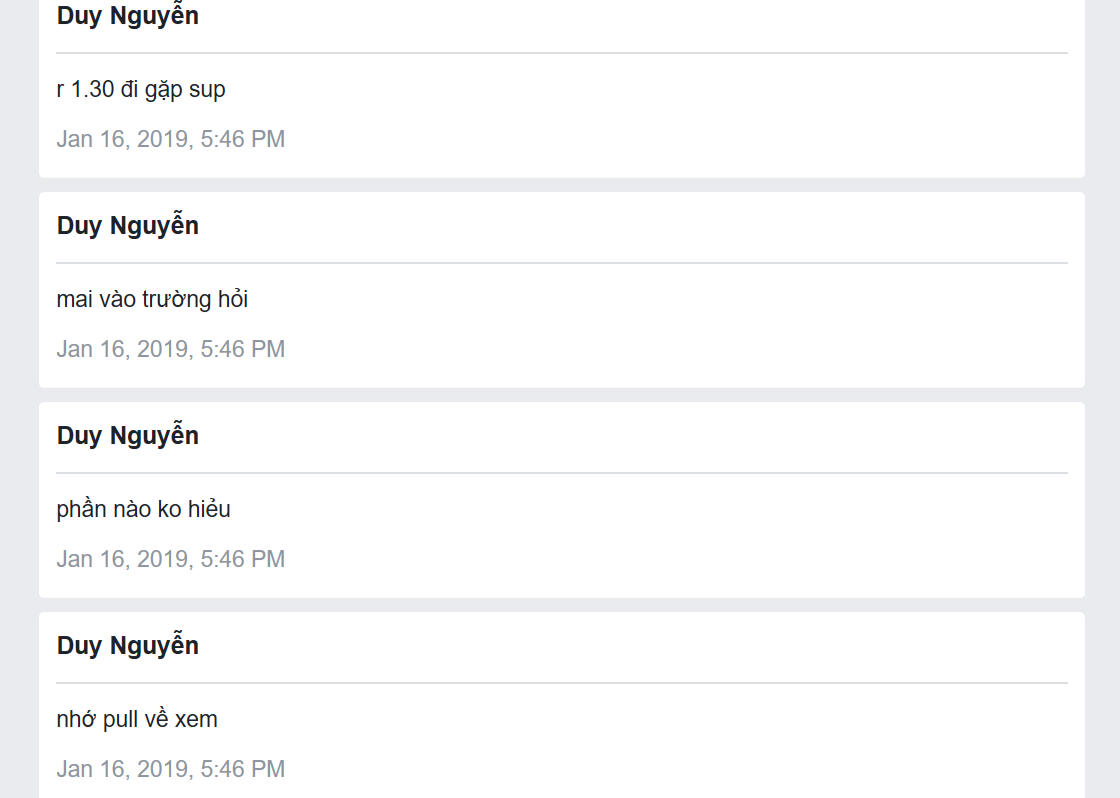 Duy Nguyễn
r 1.30 đi gặp sup
Jan 16, 2019, 5:46 PM
Duy Nguyễn
mai vào trường hỏi
Jan 16, 2019, 5:46 PM
Duy Nguyễn
phần nào ko hiẻu
Jan 16, 2019, 5:46 PM
Duy Nguyễn
nhớ pull về xem
Jan 16, 2019, 5:46 PM